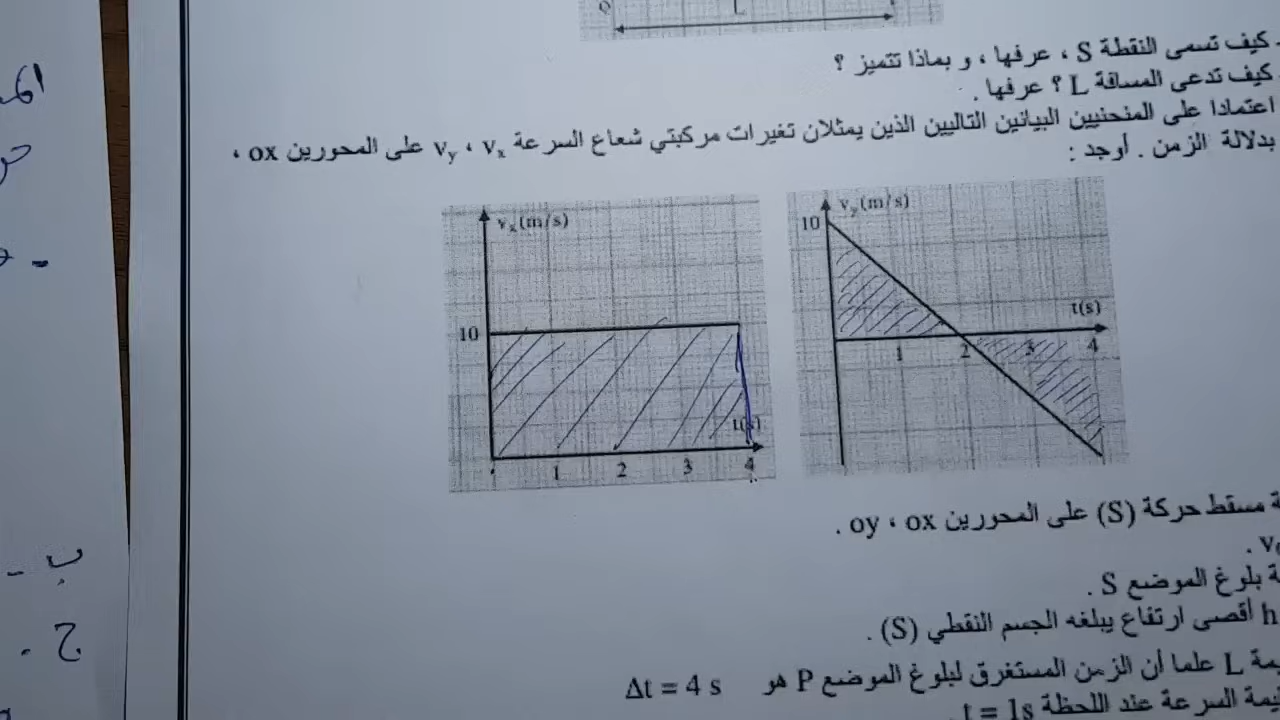 L
كيف تسمى النقطة S ، عرفها ، و بماذا تتميز ؟
كيف تدعى المسافة L ؟ عرفها .
اعتمادا على المنحنيين البيانين التاليين الذين يمثلان تغيرات مركبتي شعاع السرعة vx ، vy على المحورين ox ،
بدلالة الزمن . أوجد :
vx(m/s)
10
t(s)
1 2 3 4
vy(m/s)
10
t(s)
1 2 3 4
مسقط حركة (S) على المحورين ox ، oy .
بلوغ الموضع S .
h أقصى ارتفاع يبلغه الجسم النقطي (S) .
L علما أن الزمن المستغرق لبلوغ الموضع P هو Δt = 4 s
السرعة عند اللحظة t = 1s .
ب -
ج .